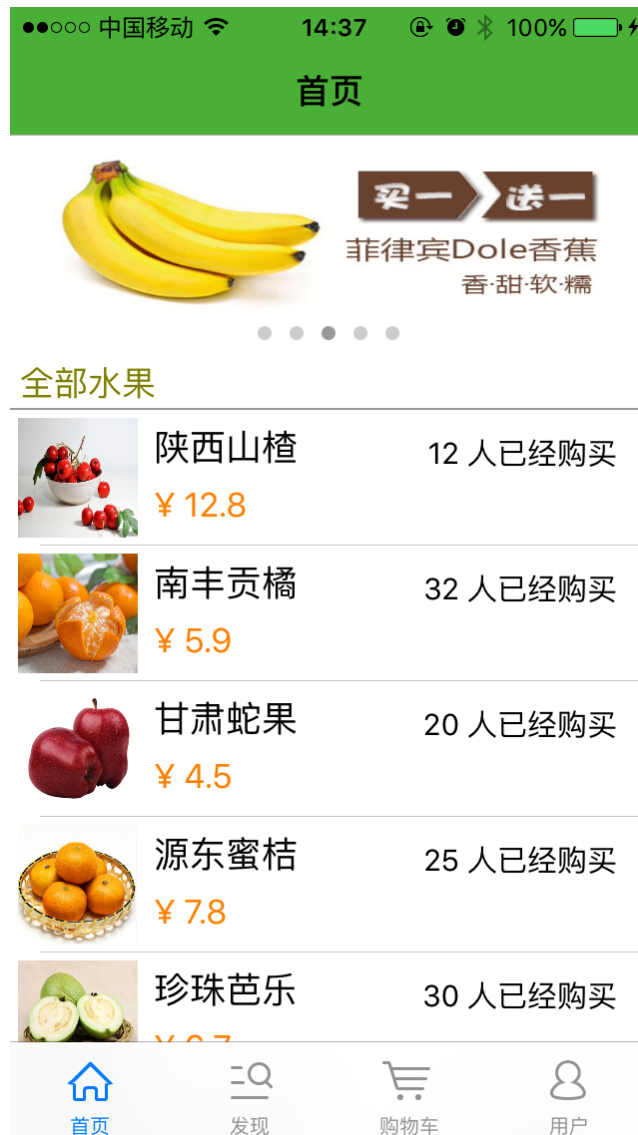 中国移动 14:37 100%
首页
买一 送一
菲律宾Dole香蕉
香·甜·软·糯
全部水果
陕西山楂 12 人已经购买
¥ 12.8
南丰贡橘 32 人已经购买
¥ 5.9
甘肃蛇果 20 人已经购买
¥ 4.5
源东蜜桔 25 人已经购买
¥ 7.8
珍珠芭乐 30 人已经购买
首页 发现 购物车 用户